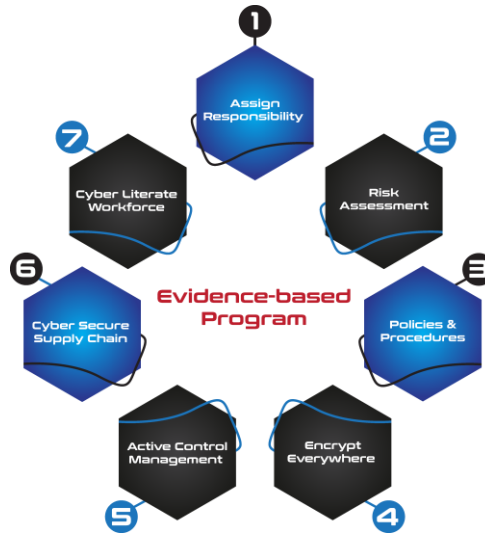 1
Assign
Responsibility
2
Risk
Assessment
3
Policies &
Procedures
4
Encrypt
Everywhere
5
Active Control
Management
6
Cyber Secure
Supply Chain
7
Cyber Literate
Workforce
Evidence-based
Program